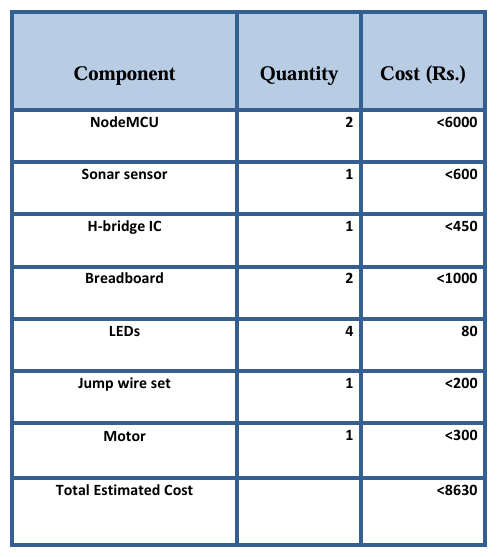 Component Quantity Cost (Rs.)
NodeMCU 2 <6000
Sonar sensor 1 <600
H-bridge IC 1 <450
Breadboard 2 <1000
LEDs 4 80
Jump wire set 1 <200
Motor 1 <300
Total Estimated Cost <8630